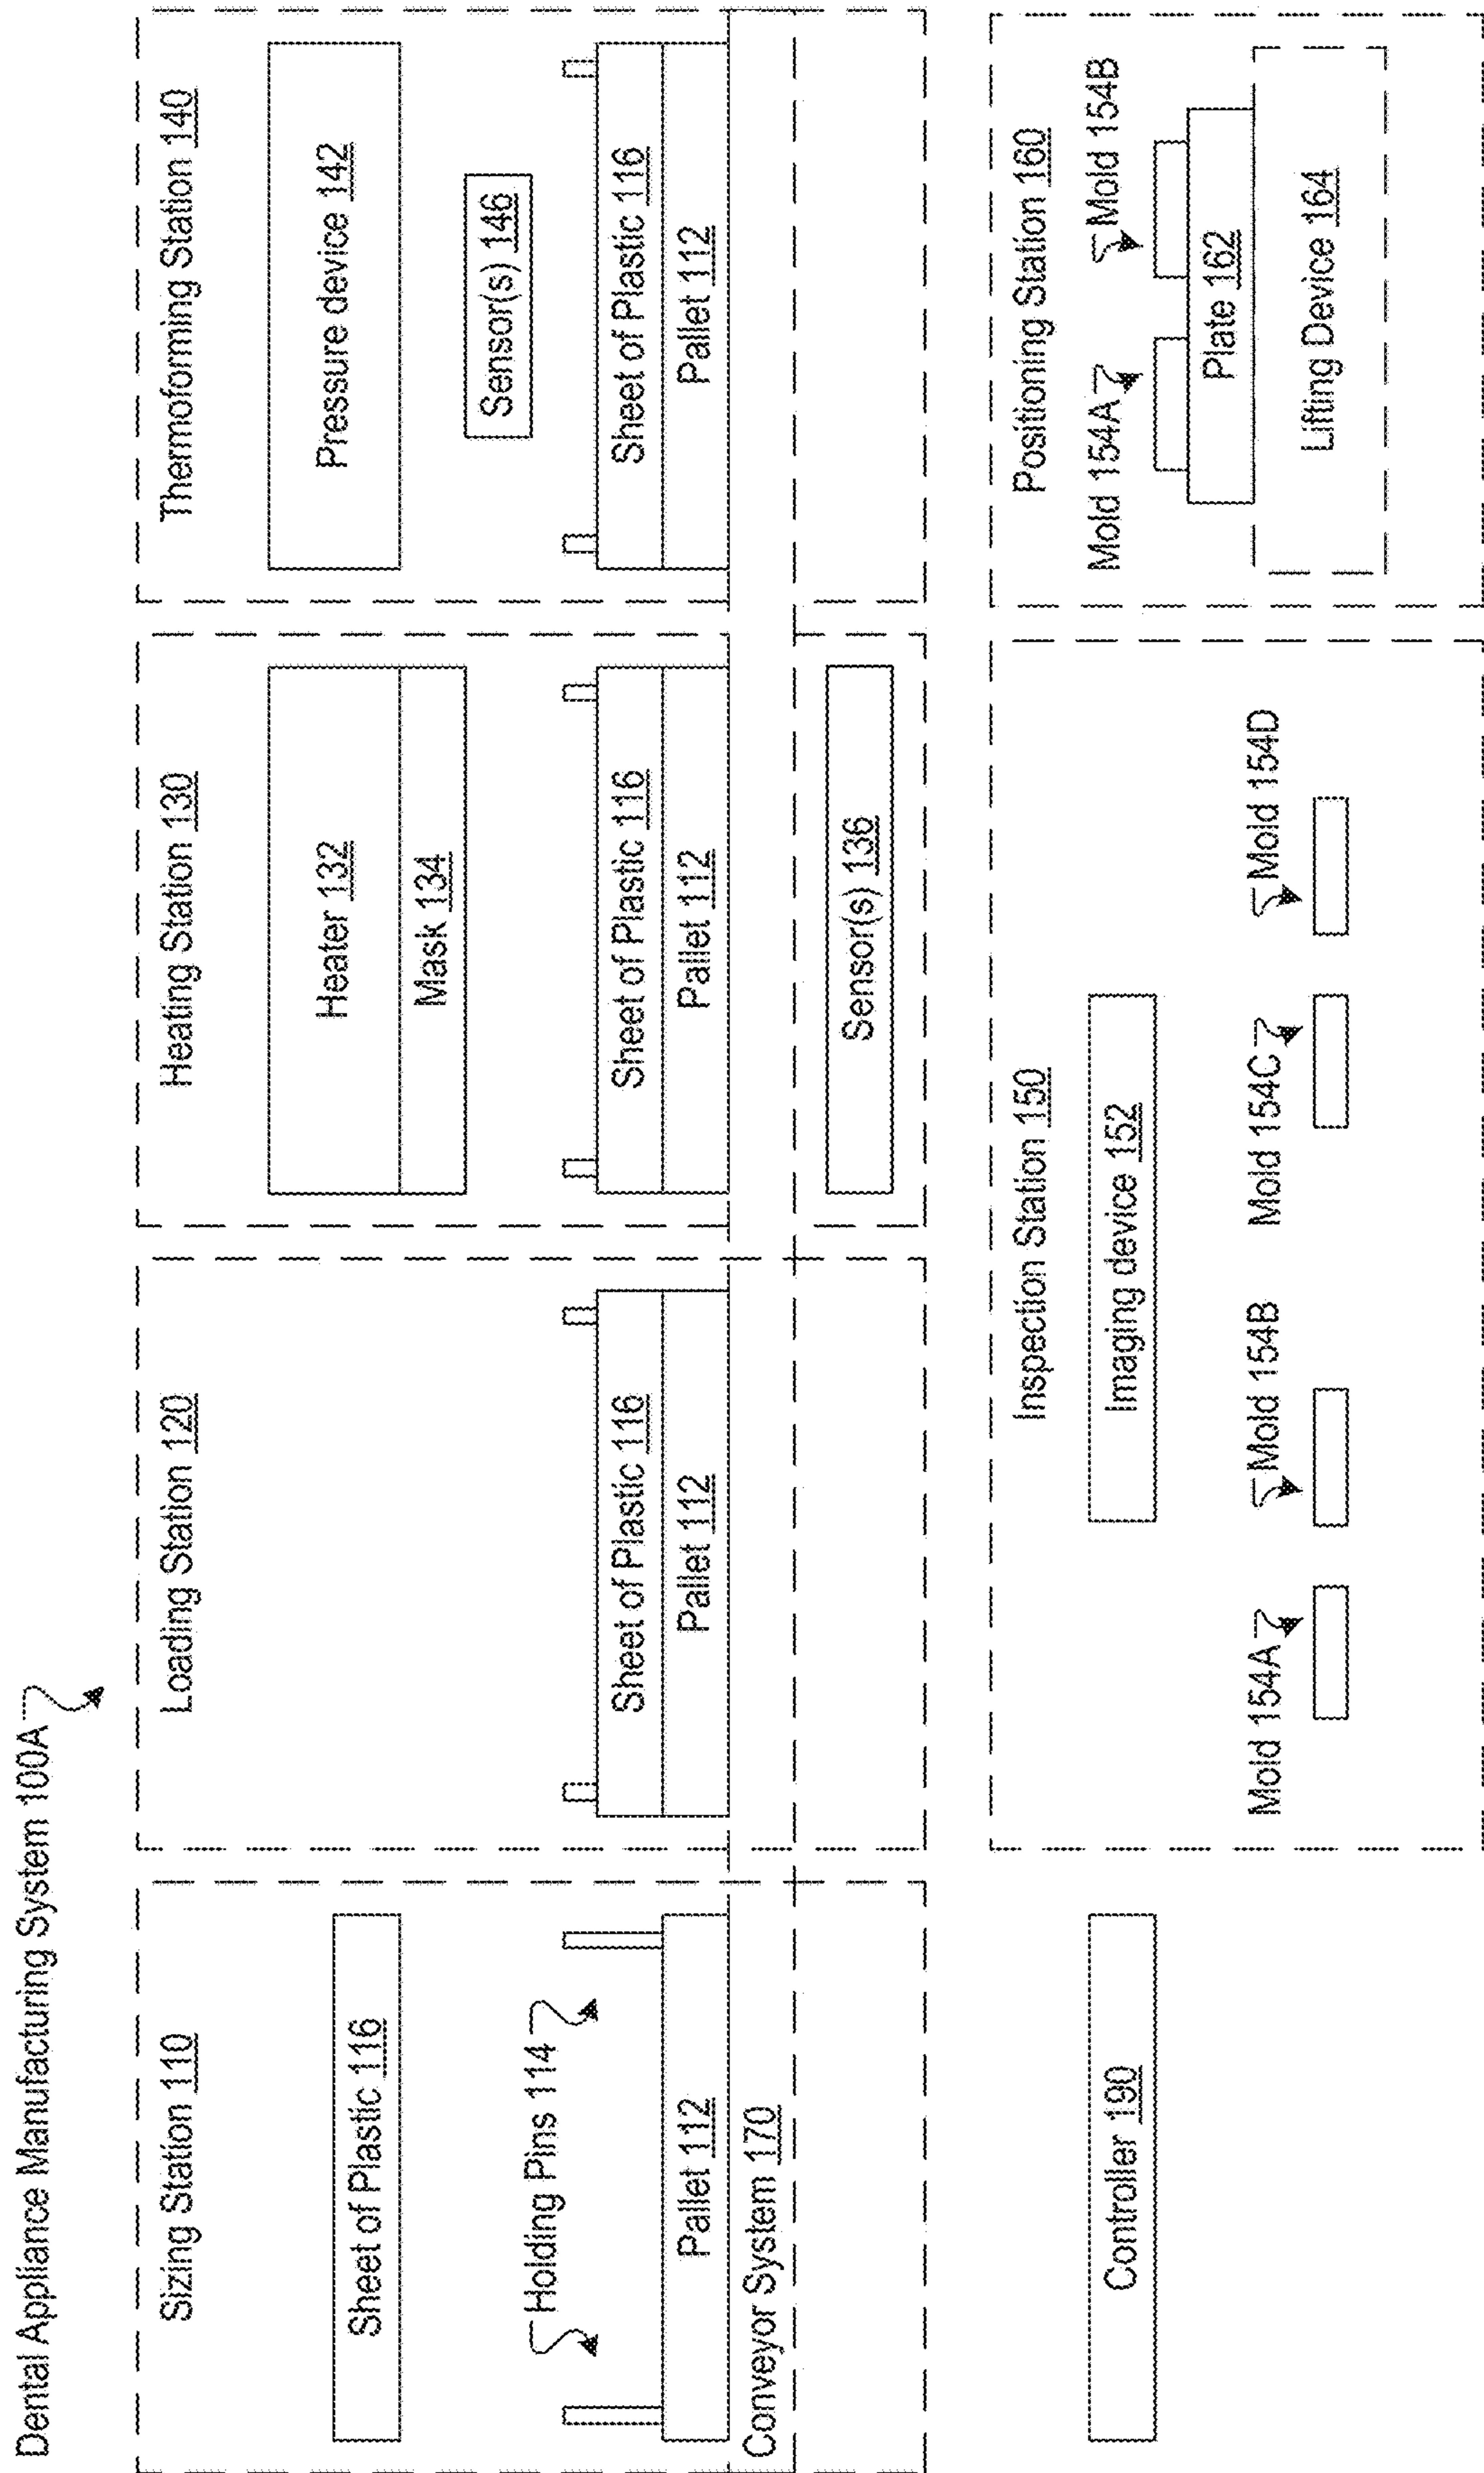 Dental Appliance Manufacturing System 100A
Sizing Station 110
Sheet of Plastic 116
Holding Pins 114
Pallet 112
Conveyor System 170
Loading Station 120
Sheet of Plastic 116
Pallet 112
Heating Station 130
Heater 132
Mask 134
Sheet of Plastic 116
Pallet 112
Sensor(s) 136
Thermoforming Station 140
Pressure device 142
Sensor(s) 146
Sheet of Plastic 116
Pallet 112
Controller 190
Inspection Station 150
Imaging device 152
Mold 154A
Mold 154B
Mold 154C
Mold 154D
Positioning Station 160
Mold 154A
Mold 154B
Plate 162
Lifting Device 164